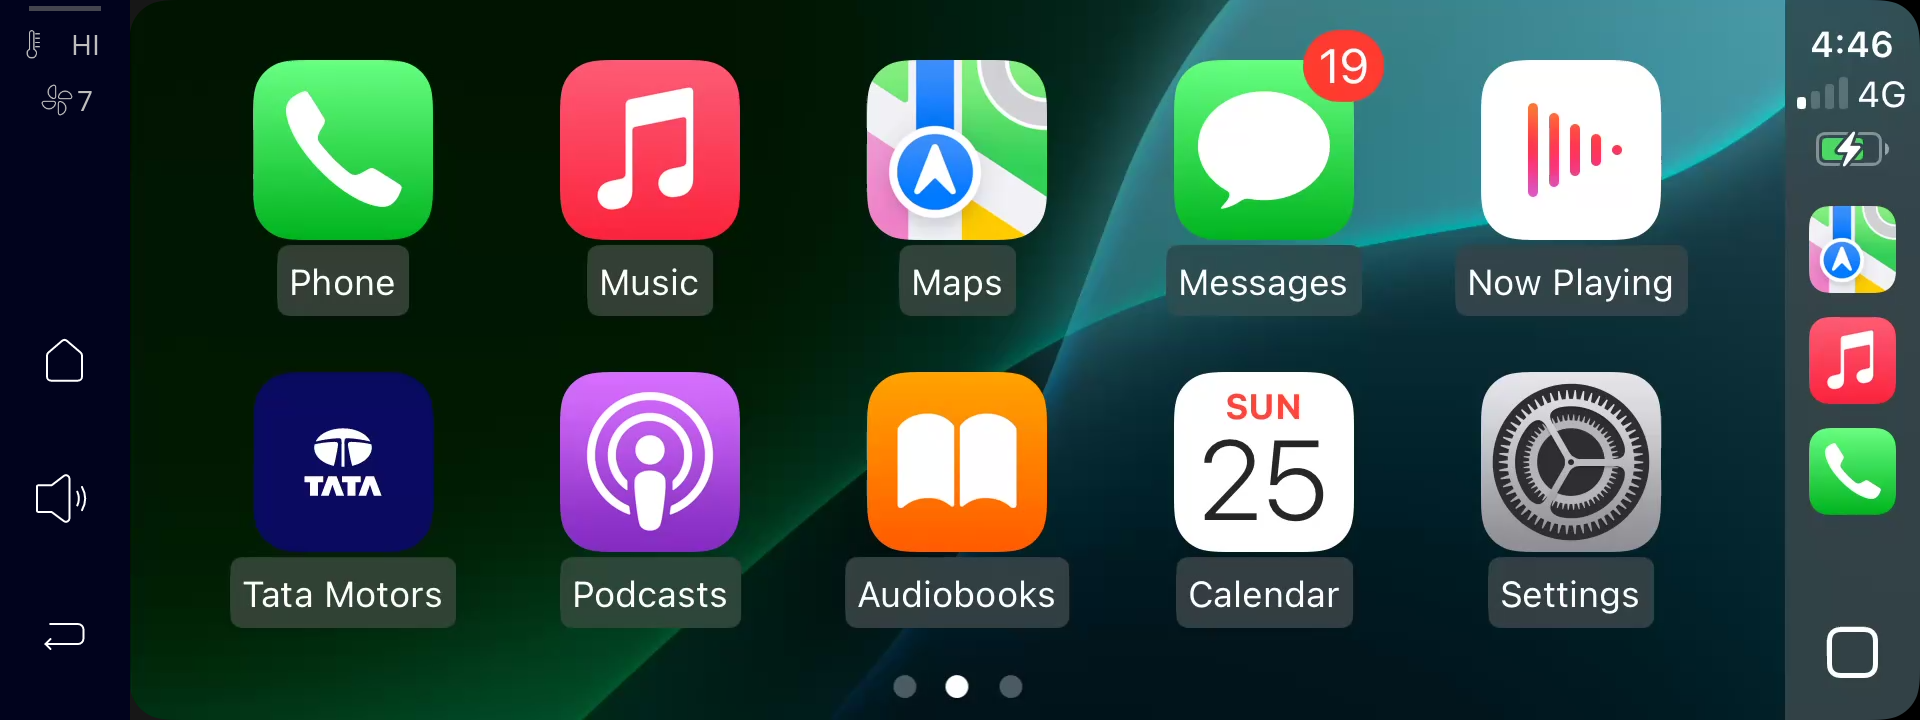 HI
7
4:46
4G
19
Phone
Music
Maps
Messages
Now Playing
TATA
SUN
25
Tata Motors
Podcasts
Audiobooks
Calendar
Settings